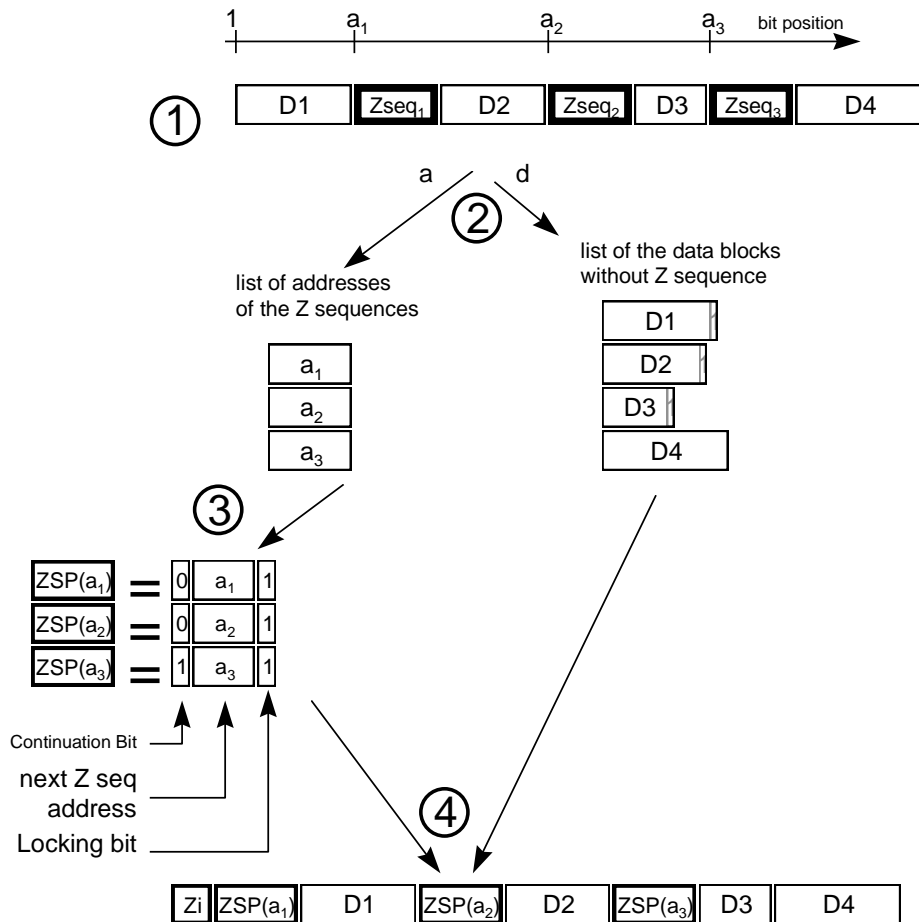 1 a₁ a₂ a₃ bit position
1 D1 Zseq₁ D2 Zseq₂ D3 Zseq₃ D4
a d
2
list of addresses
of the Z sequences
list of the data blocks
without Z sequence
D1 1
D2 1
D3 1
D4
a₁
a₂
a₃
3
ZSP(a₁) = 0 a₁ 1
ZSP(a₂) = 0 a₂ 1
ZSP(a₃) = 1 a₃ 1
Continuation Bit
next Z seq
address
Locking bit
4
Zi ZSP(a₁) D1 ZSP(a₂) D2 ZSP(a₃) D3 D4